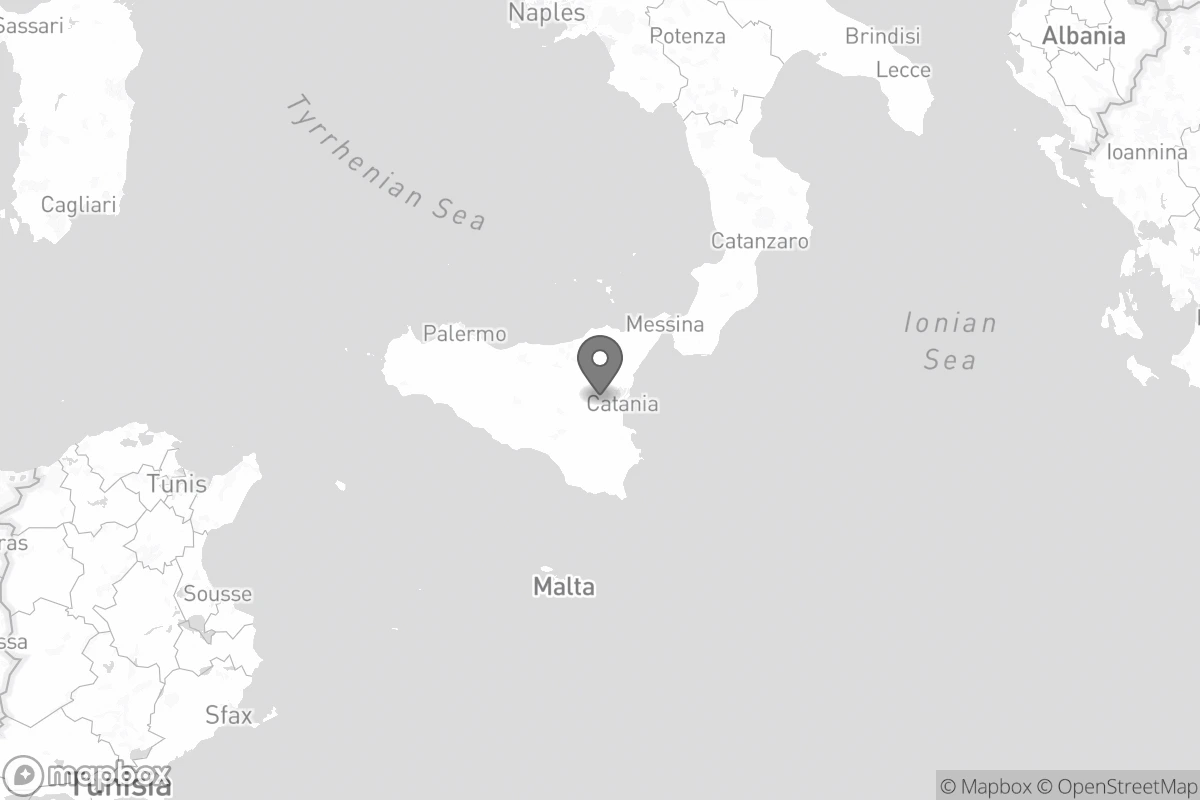 Naples
Sassari
Potenza
Brindisi
Albania
Lecce
Tyrrhenian Sea
Ioannina
Cagliari
Catanzaro
Messina
Ionian
Sea
Palermo
Catania
Tunis
ras
Malta
Sousse
ssa
Sfax
mapbox
Tunisia
© Mapbox © OpenStreetMap